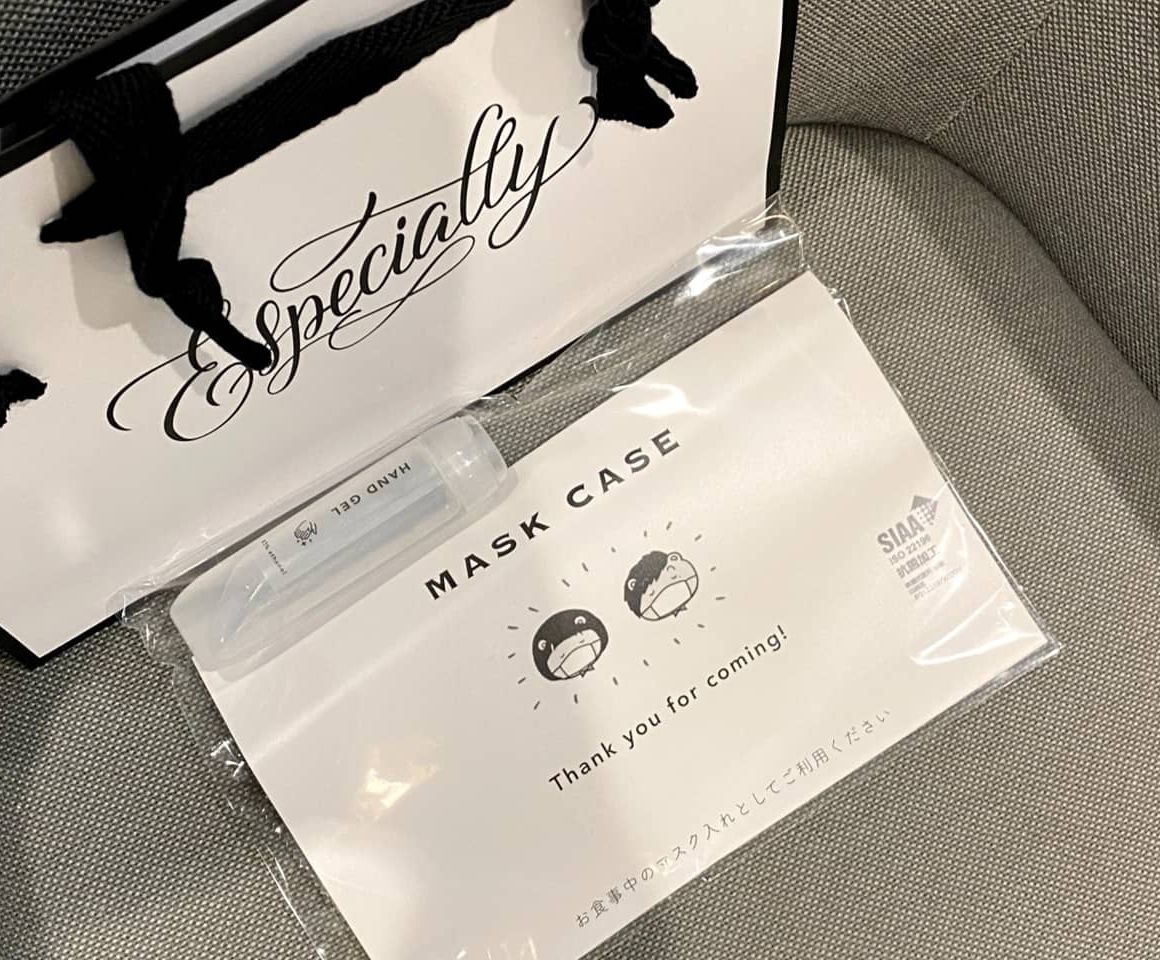 Especially
HAND GEL
MASK CASE
SIAA
ISO 22196
抗菌加工
Thank you for coming!
お食事中のマスク入れとしてご利用ください